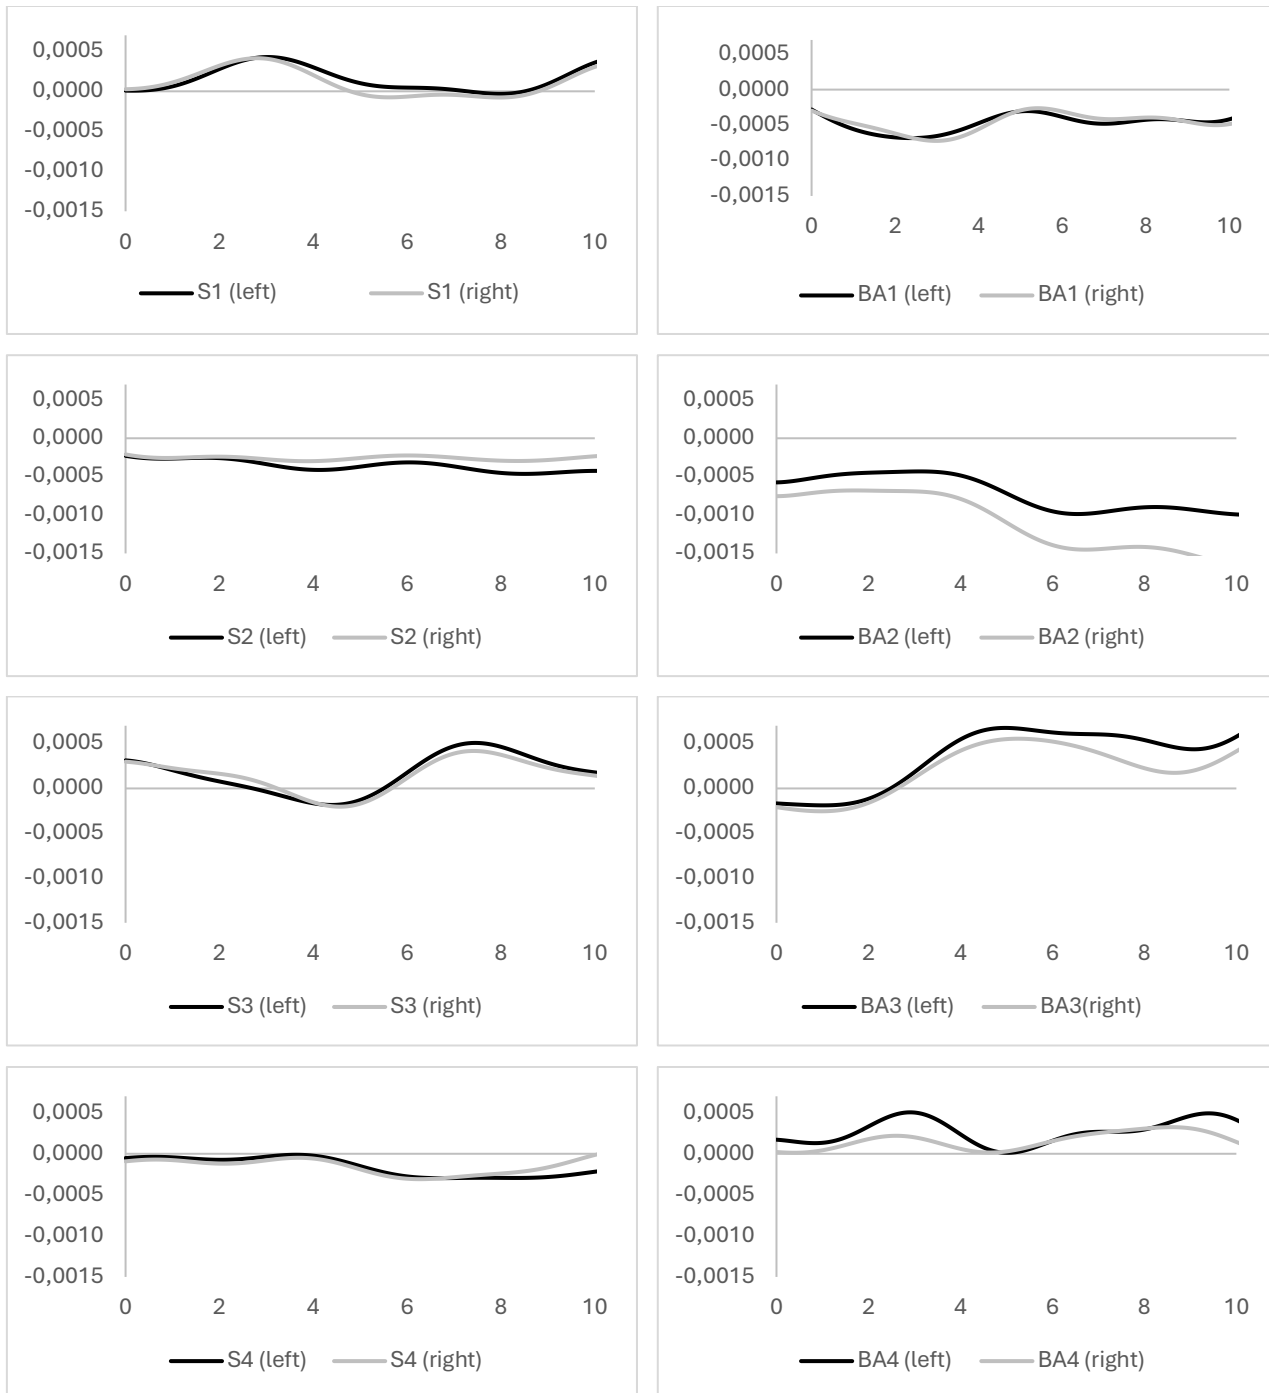 0,0005
0,0000
-0,0005
-0,0010
-0,0015
0 2 4 6 8 10
S1 (left) S1 (right)
0,0005
0,0000
-0,0005
-0,0010
-0,0015
0 2 4 6 8 10
BA1 (left) BA1 (right)
0,0005
0,0000
-0,0005
-0,0010
-0,0015
0 2 4 6 8 10
S2 (left) S2 (right)
0,0005
0,0000
-0,0005
-0,0010
-0,0015
0 2 4 6 8 10
BA2 (left) BA2 (right)
0,0005
0,0000
-0,0005
-0,0010
-0,0015
0 2 4 6 8 10
S3 (left) S3 (right)
0,0005
0,0000
-0,0005
-0,0010
-0,0015
0 2 4 6 8 10
BA3 (left) BA3(right)
0,0005
0,0000
-0,0005
-0,0010
-0,0015
0 2 4 6 8 10
S4 (left) S4 (right)
0,0005
0,0000
-0,0005
-0,0010
-0,0015
0 2 4 6 8 10
BA4 (left) BA4 (right)